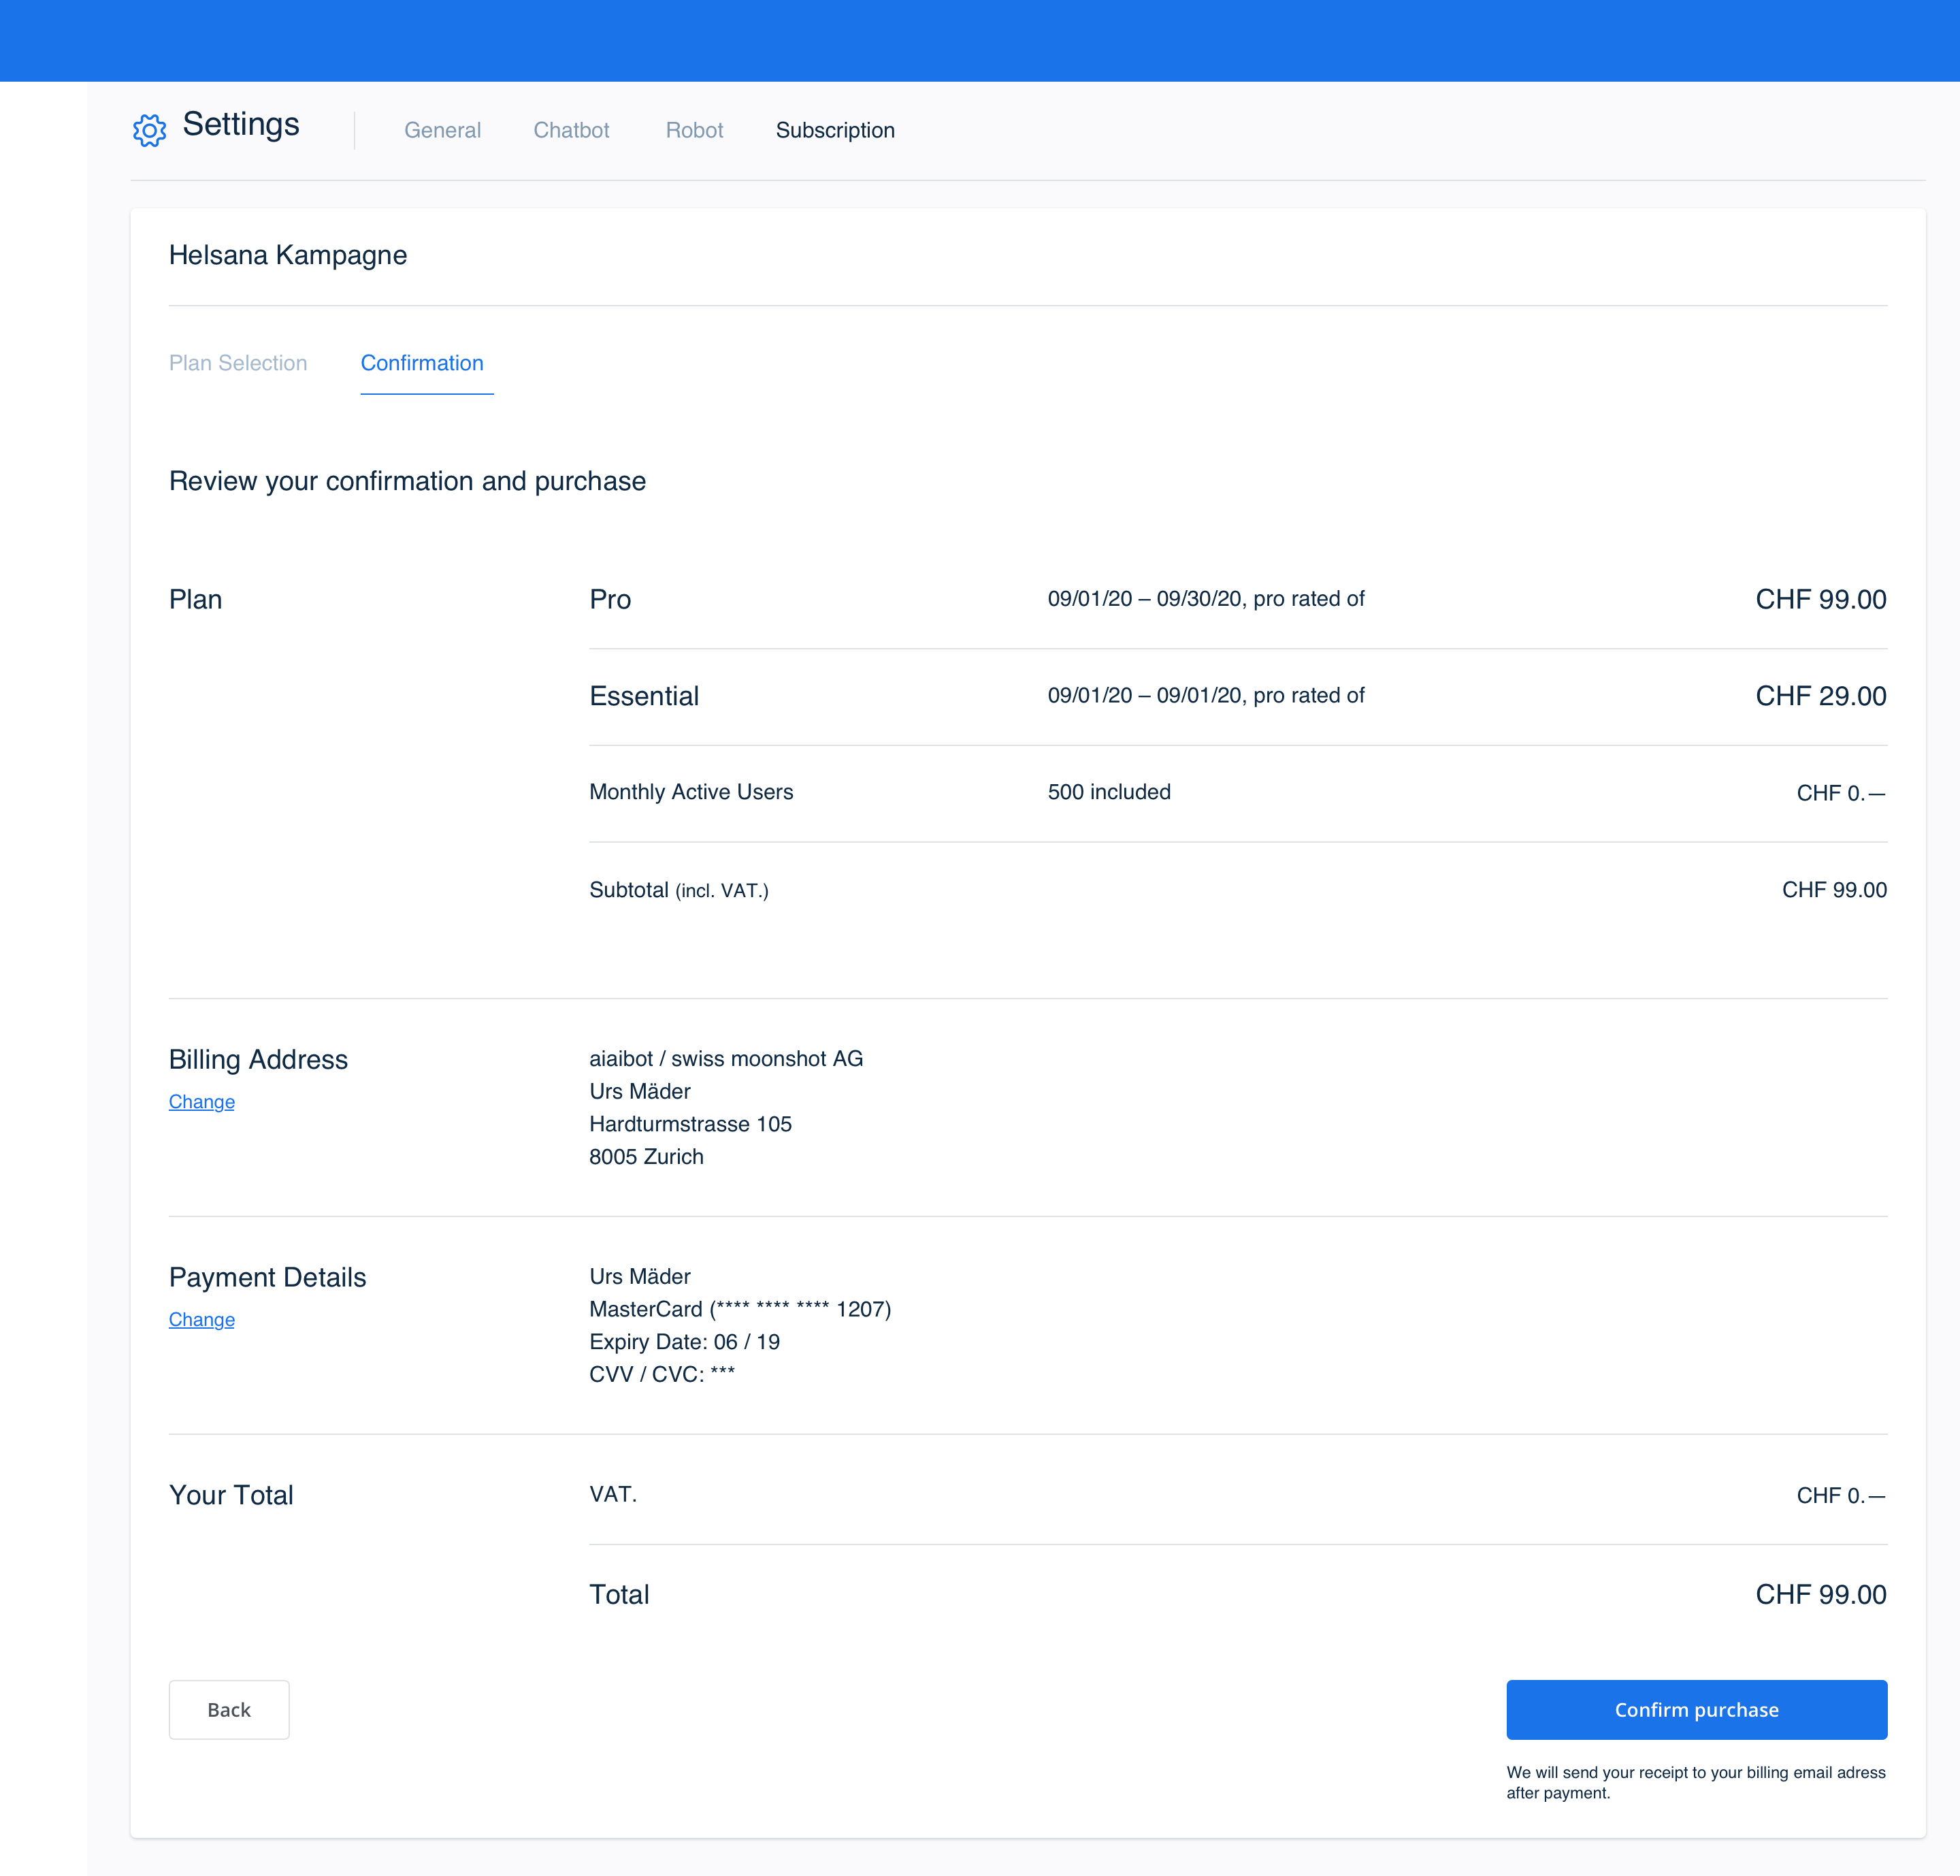 Settings
General Chatbot Robot Subscription
Helsana Kampagne
Plan Selection Confirmation
Review your confirmation and purchase
Plan Pro 09/01/20 – 09/30/20, pro rated of CHF 99.00
Essential 09/01/20 – 09/01/20, pro rated of CHF 29.00
Monthly Active Users 500 included CHF 0.—
Subtotal (incl. VAT.) CHF 99.00
Billing Address
Change
aiaibot / swiss moonshot AG
Urs Mäder
Hardturmstrasse 105
8005 Zurich
Payment Details
Change
Urs Mäder
MasterCard (**** **** **** 1207)
Expiry Date: 06 / 19
CVV / CVC: ***
Your Total VAT. CHF 0.—
Total CHF 99.00
Back Confirm purchase
We will send your receipt to your billing email adress
after payment.